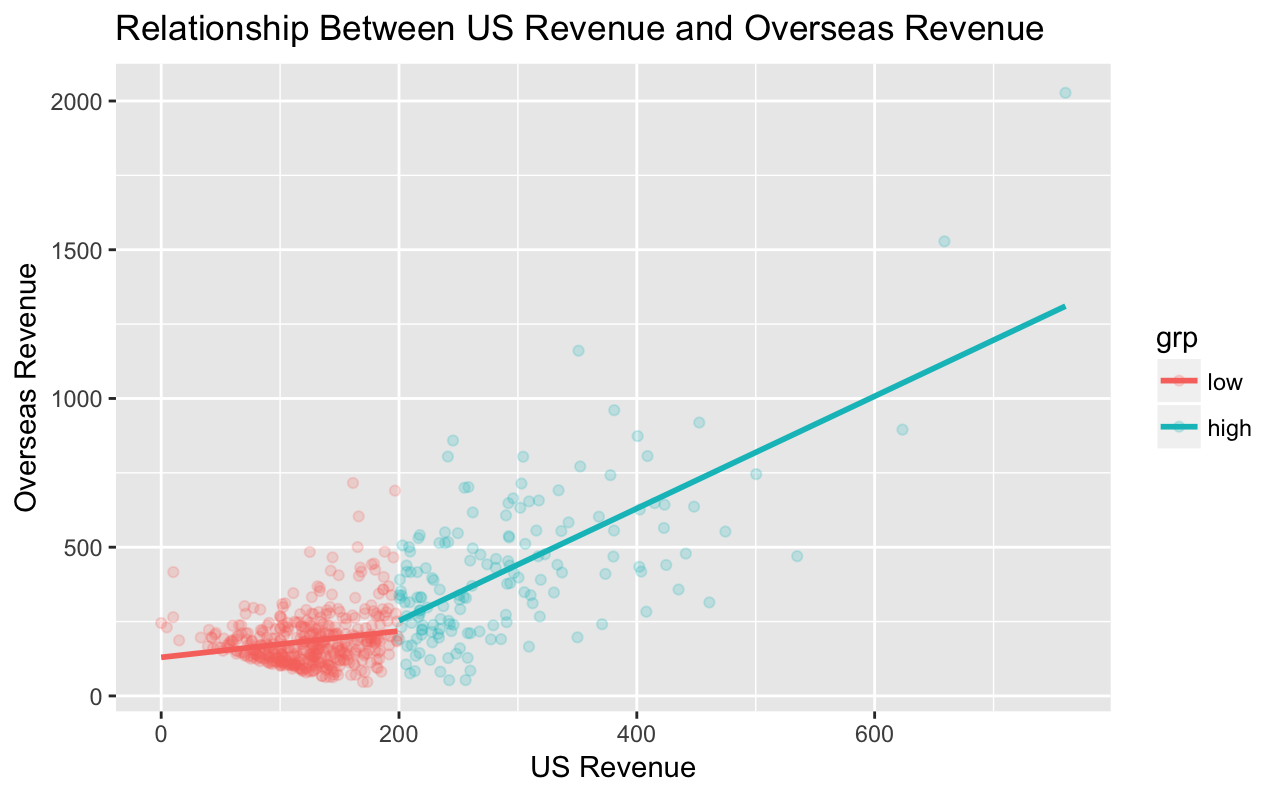 Relationship Between US Revenue and Overseas Revenue
2000
1500
1000
500
0
Overseas Revenue
0 200 400 600
US Revenue
grp
low
high